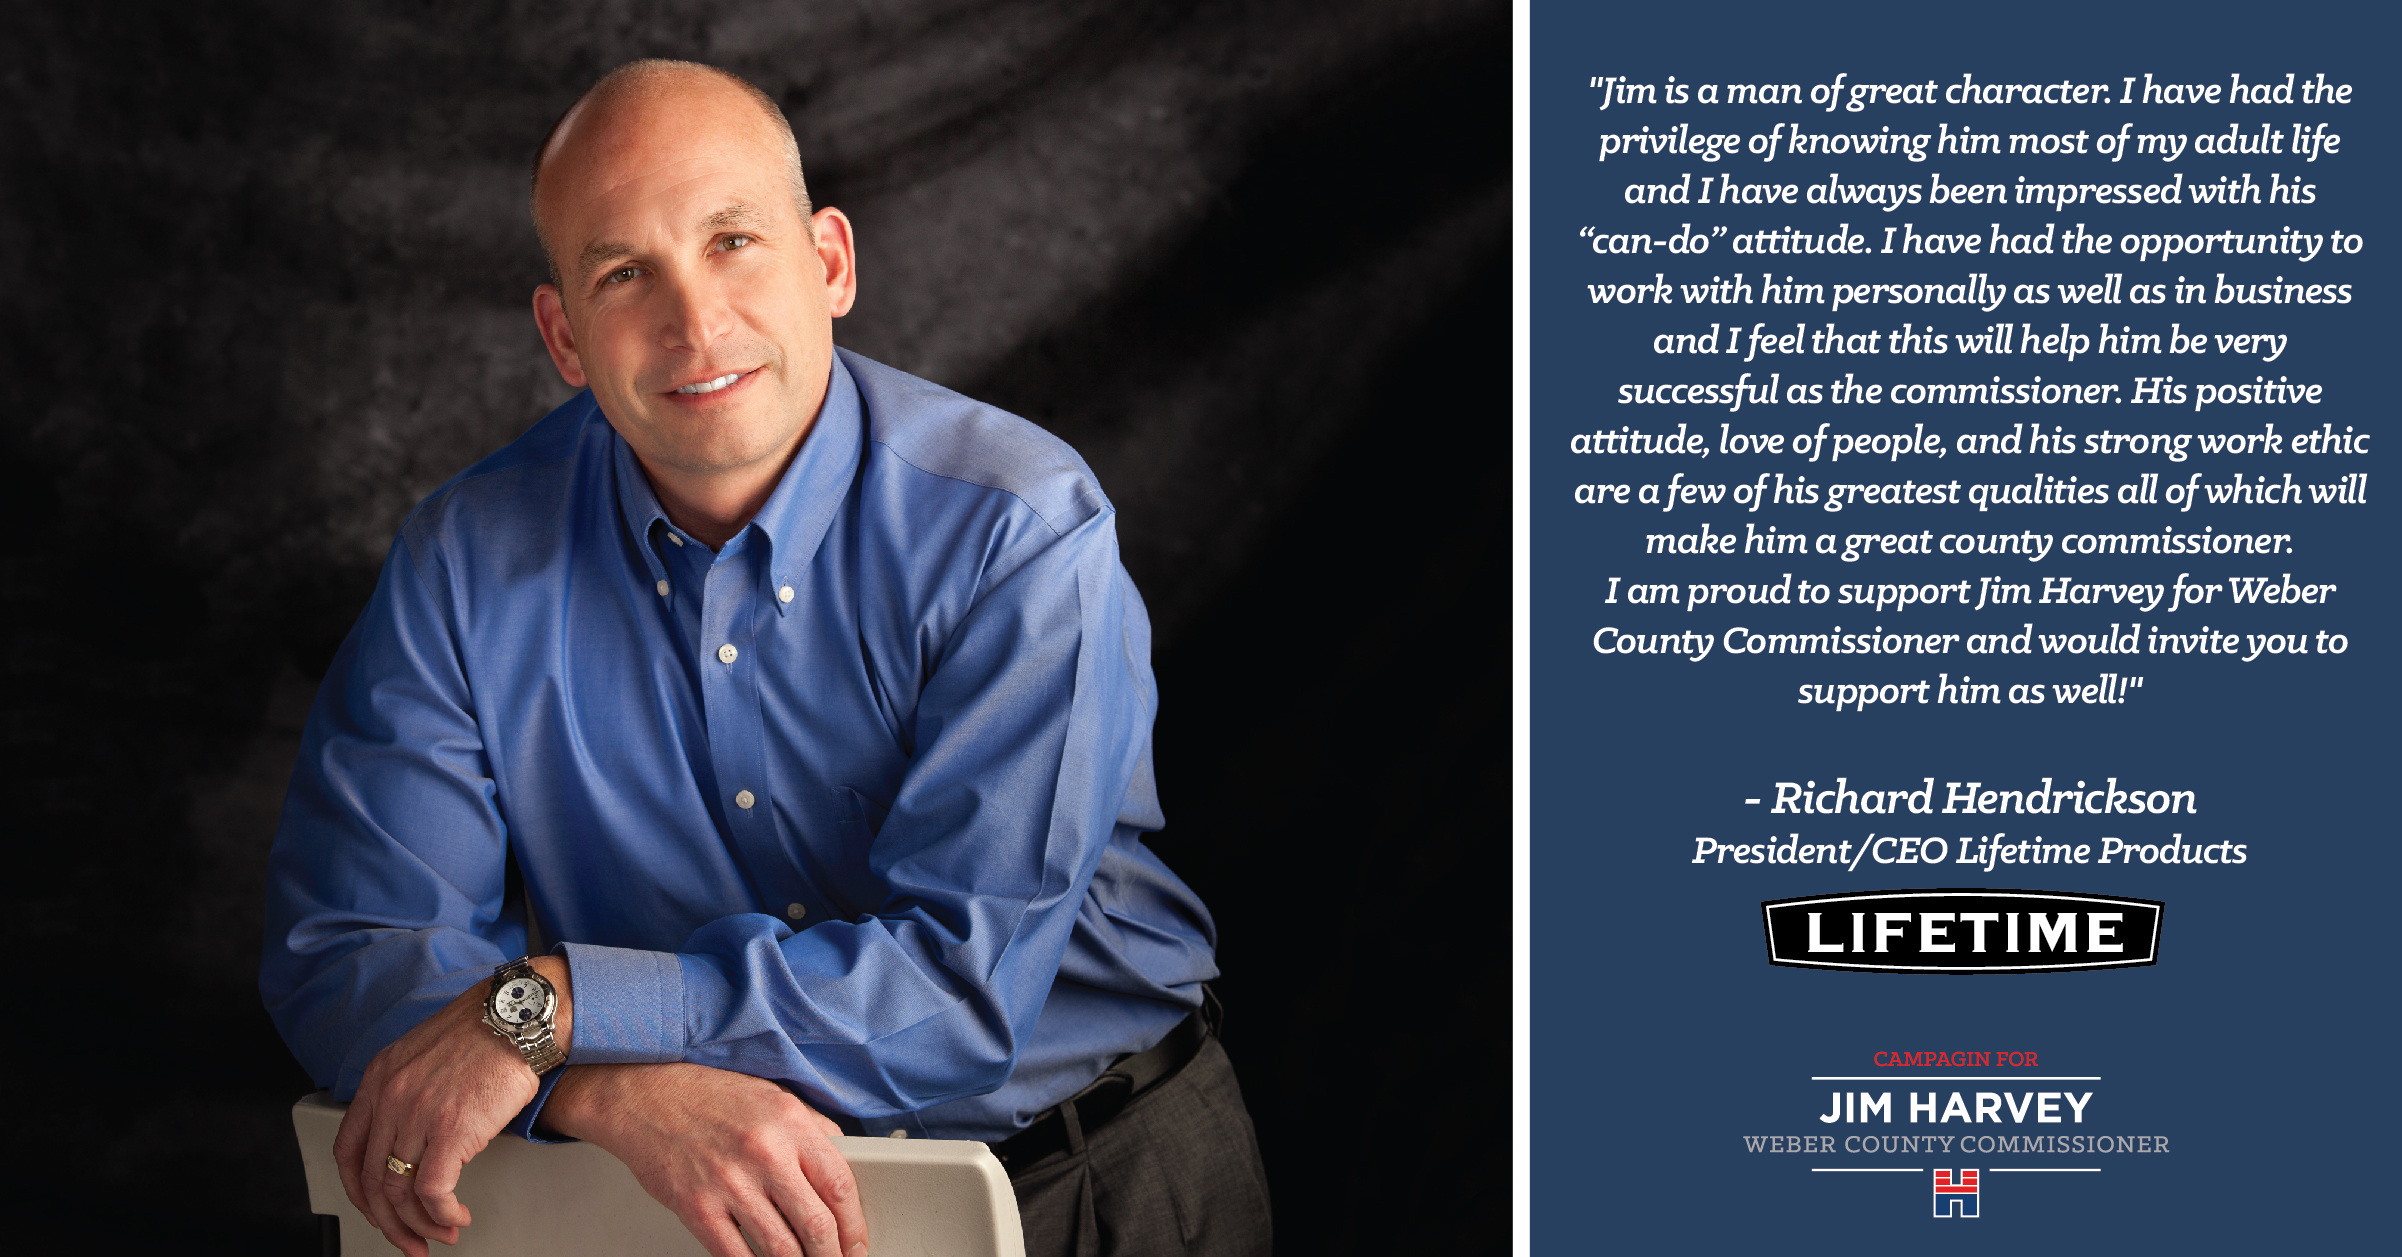 "Jim is a man of great character. I have had the
privilege of knowing him most of my adult life
and I have always been impressed with his
“can-do” attitude. I have had the opportunity to
work with him personally as well as in business
and I feel that this will help him be very
successful as the commissioner. His positive
attitude, love of people, and his strong work ethic
are a few of his greatest qualities all of which will
make him a great county commissioner.
I am proud to support Jim Harvey for Weber
County Commissioner and would invite you to
support him as well!"
- Richard Hendrickson
President/CEO Lifetime Products
LIFETIME
CAMPAGIN FOR
JIM HARVEY
WEBER COUNTY COMMISSIONER
H